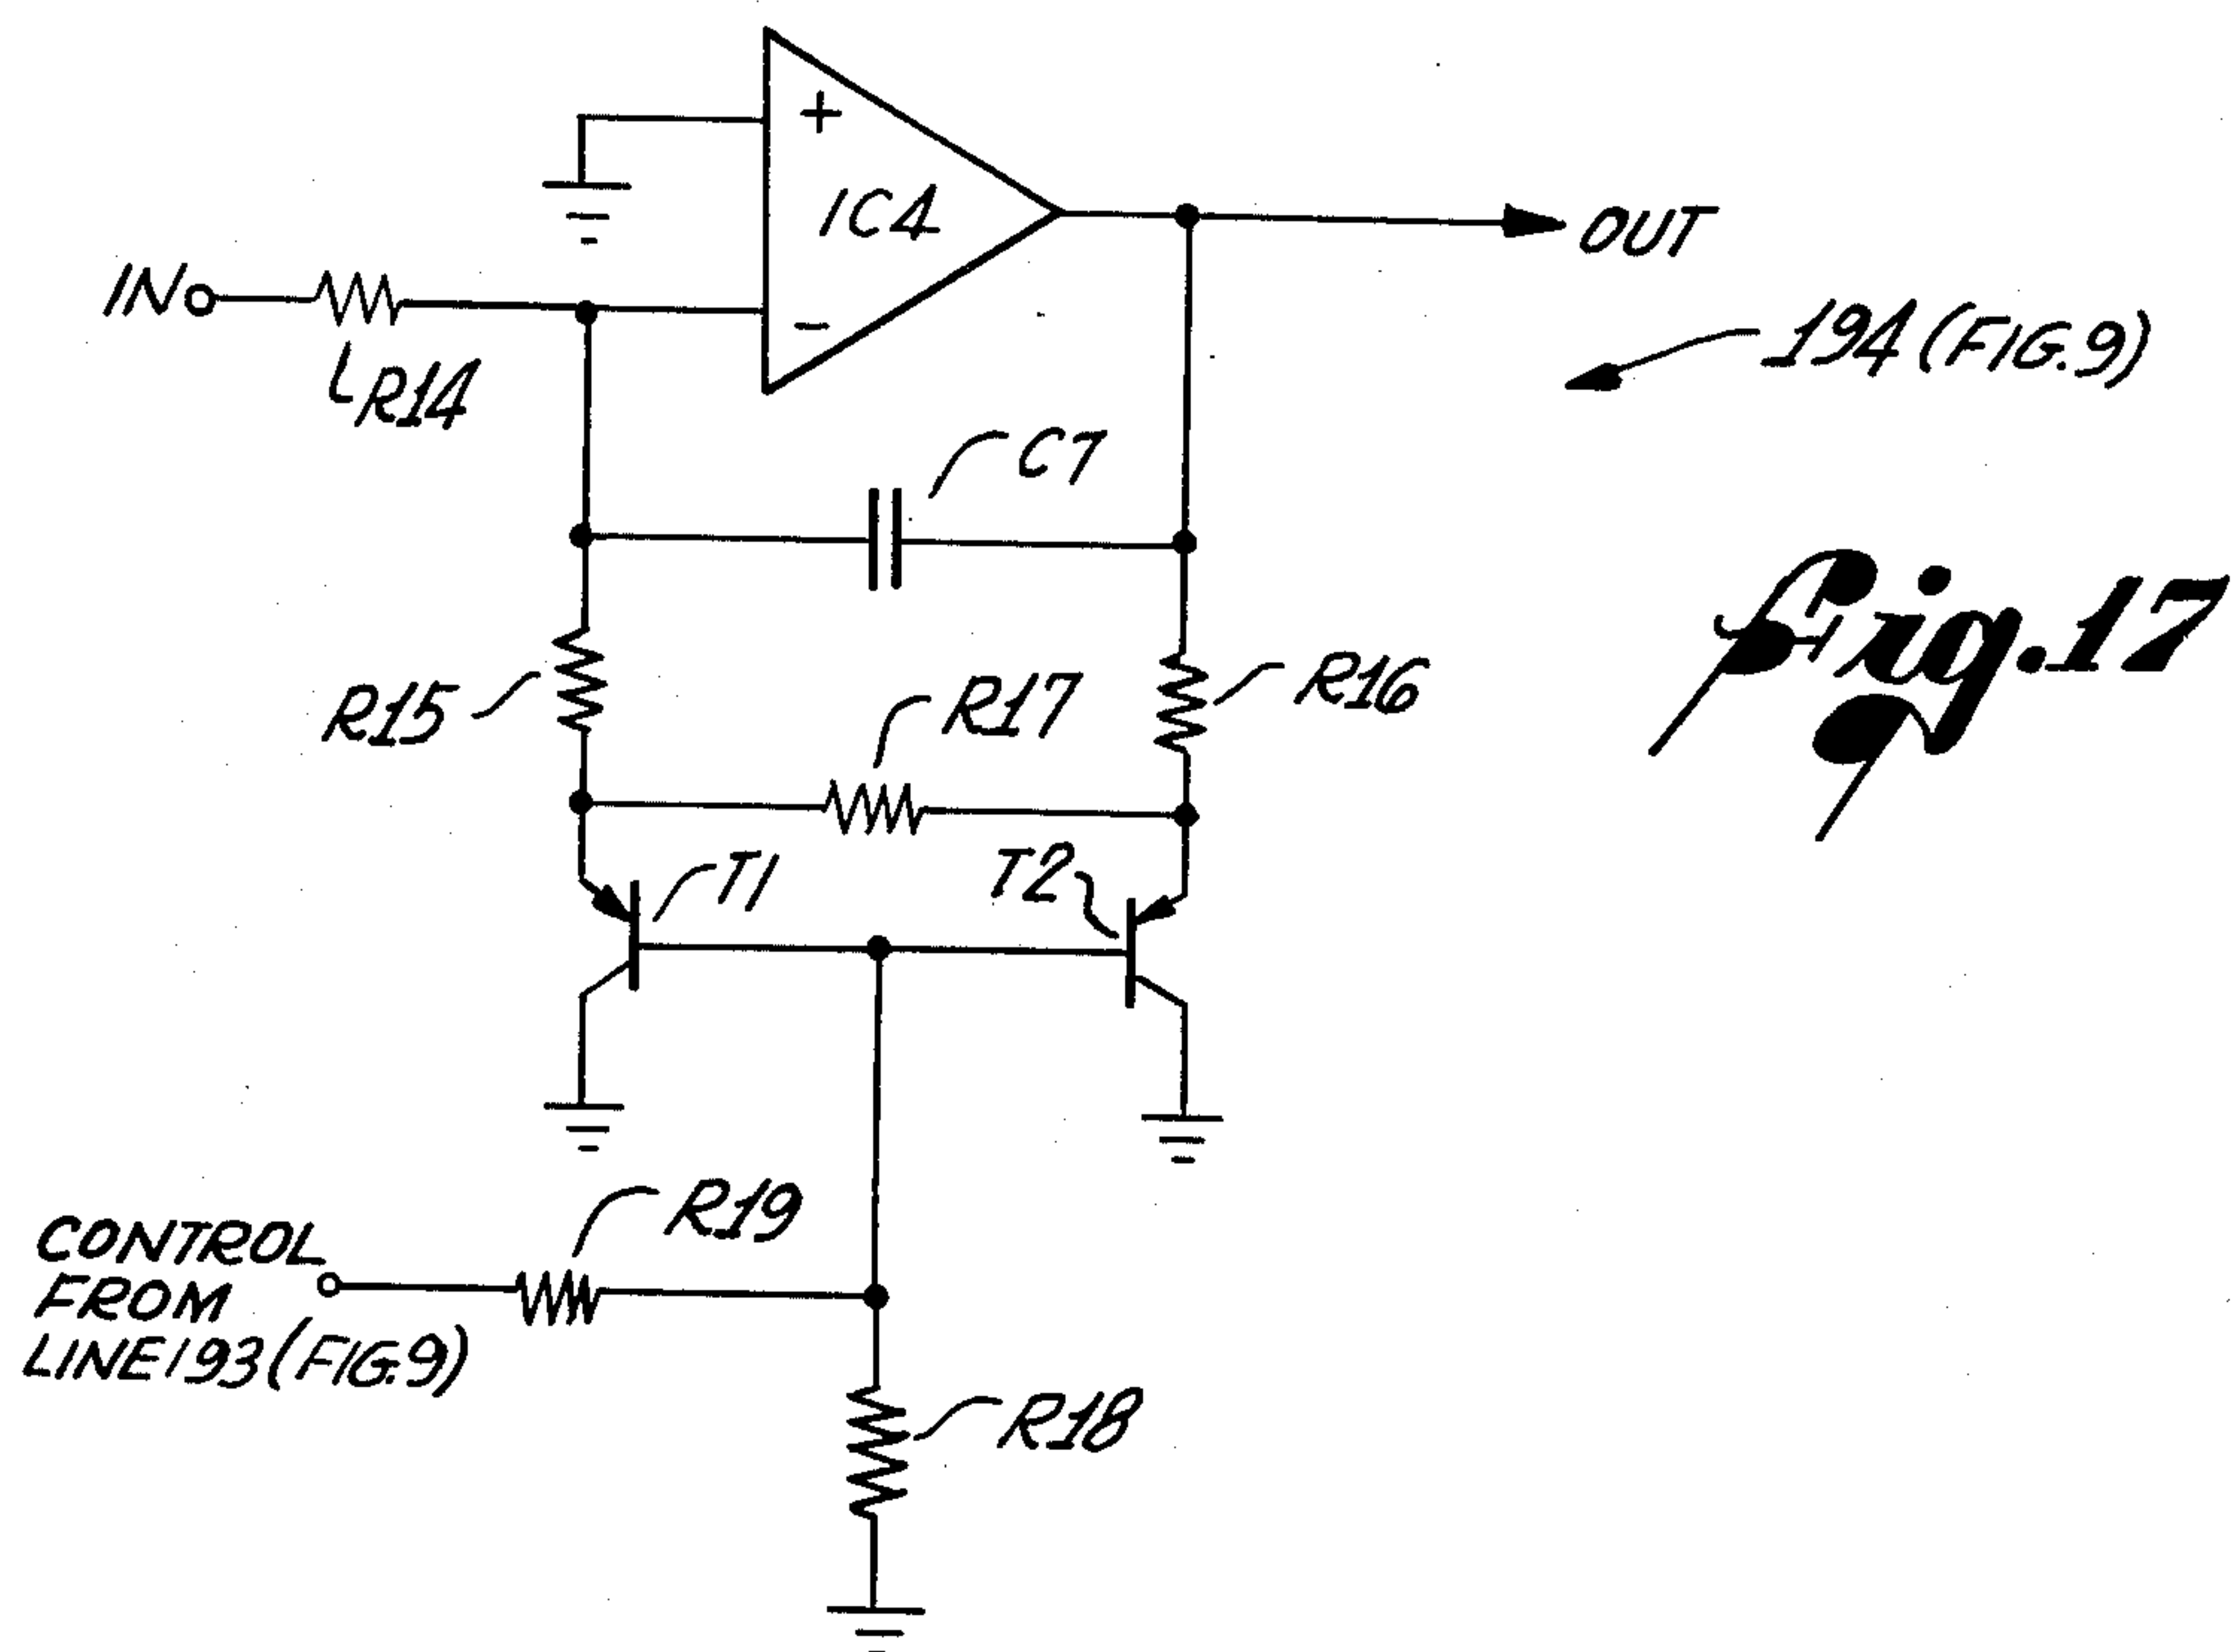 +
IC4
OUT
IN
-
194 (FIG. 9)
R14
C7
Fig. 17
R15
R17
R16
T1
T2
R19
CONTROL
FROM
LINE 193 (FIG. 9)
R18